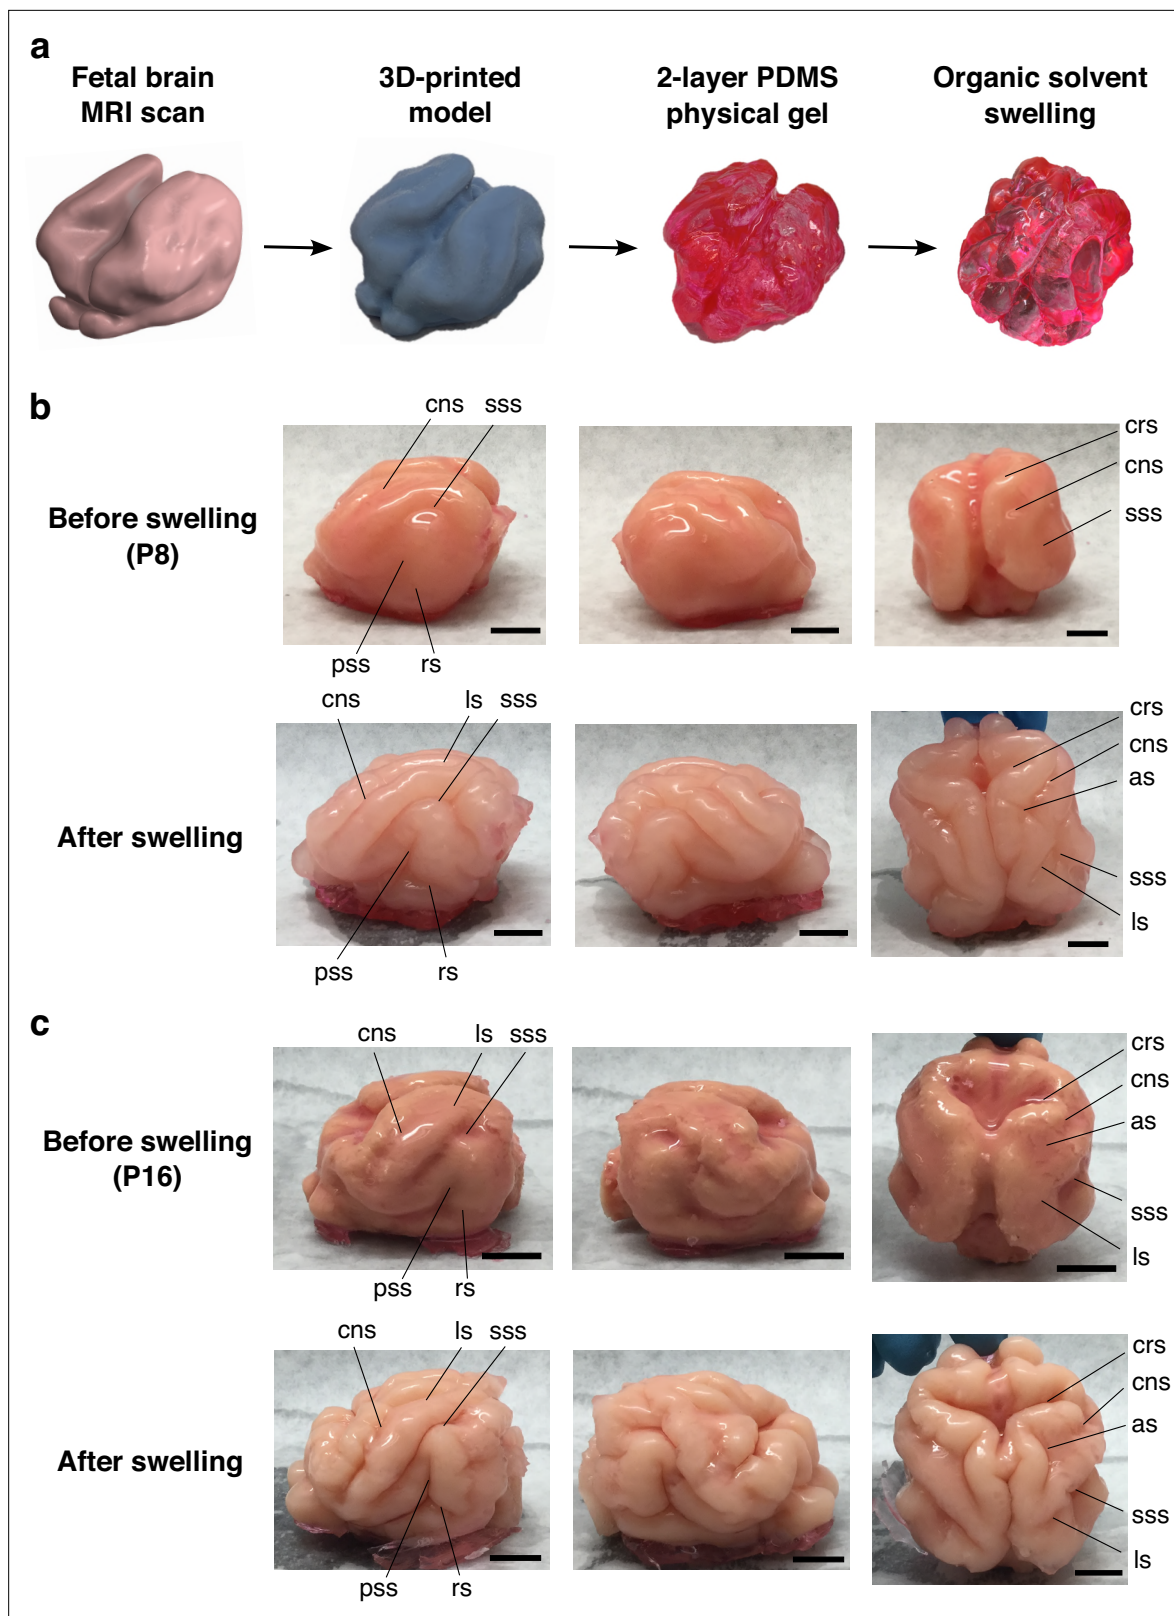 a
Fetal brain
MRI scan
3D-printed
model
2-layer PDMS
physical gel
Organic solvent
swelling
b
cns
sss
Before swelling
(P8)
crs
cns
sss
pss
rs
cns
ls
sss
After swelling
crs
cns
as
sss
ls
pss
rs
c
cns
ls
sss
Before swelling
(P16)
crs
cns
as
sss
ls
pss
rs
cns
ls
sss
After swelling
crs
cns
as
sss
ls
pss
rs